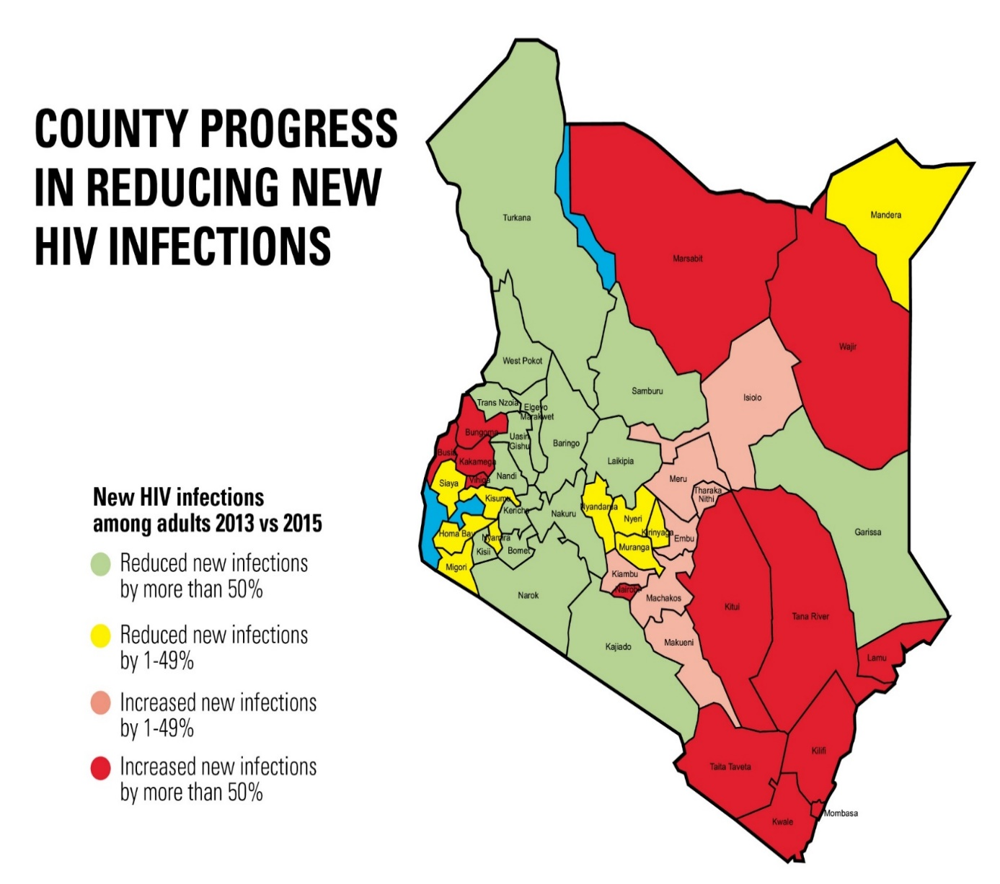 COUNTY PROGRESS
IN REDUCING NEW
HIV INFECTIONS
New HIV infections
among adults 2013 vs 2015
Reduced new infections
by more than 50%
Reduced new infections
by 1-49%
Increased new infections
by 1-49%
Increased new infections
by more than 50%
Turkana
Mandera
Marsabit
Wajir
West Pokot
Samburu
Isiolo
Trans Nzoia
Elgeyo
Marakwet
Bungoma
Uasin
Gishu
Baringo
Busia
Kakamega
Laikipia
Vihiga
Nandi
Siaya
Meru
Tharaka
Nithi
Kisumu
Kericho
Nyandarua
Nakuru
Nyeri
Kirinyaga
Embu
Garissa
Homa Bay
Nyamira
Kisii
Bomet
Muranga
Migori
Kiambu
Nairobi
Narok
Machakos
Kitui
Tana River
Makueni
Kajiado
Lamu
Kilifi
Taita Taveta
Mombasa
Kwale